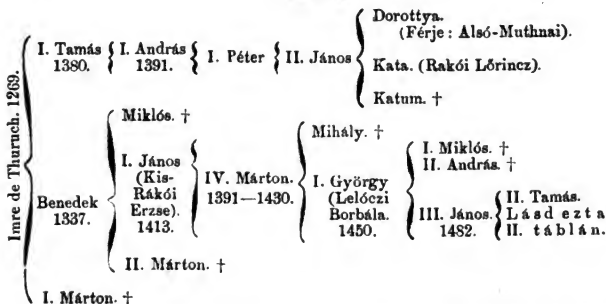 Imre de Thuruch. 1269.
I. Tamás
1380.
I. András
1391.
I. Péter
II. János
Dorottya.
(Férje: Alsó-Muthnai).
Kata. (Rakói Lőrincz).
Katum. †
Benedek
1337.
Miklós. †
I. János
(Kis-
Rákói
Erzse).
1413.
II. Márton. †
IV. Márton.
1391—1430.
Mihály. †
I. György
(Lelóczi
Borbála.
1450.
I. Miklós. †
II. András. †
III. János.
1482.
II. Tamás.
Lásd ezt a
II. táblán.
I. Márton. †